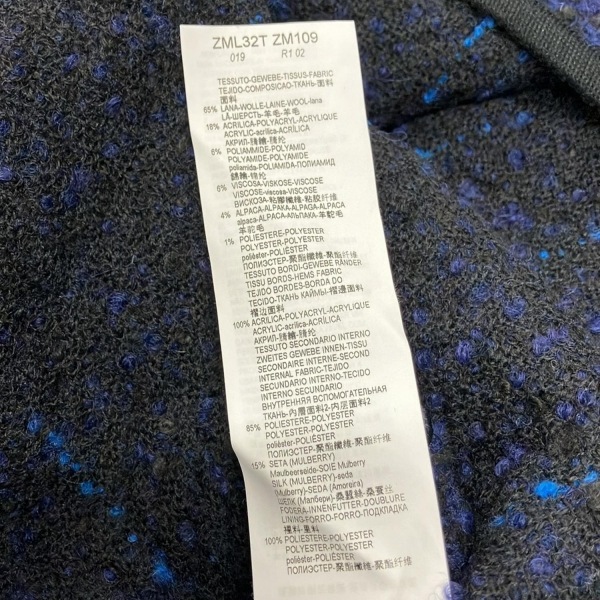 ZML32T ZM109
019 R1 02
TESSUTO-GEWEBE-TISSUS-FABRIC
TEJIDO-COMPOSICAO-ТКАНЬ-面料
面料
65% LANA-WOLLE-LAINE-WOOL-lana
LÃ-ШЕРСТЬ-羊毛-羊毛
18% ACRILICA-POLYACRYL-ACRYLIQUE
ACRYLIC-acrílica-ACRÍLICA
АКРИЛ-腈綸-腈纶
6% POLIAMMIDE-POLYAMID
POLYAMIDE-POLYAMIDE
poliamida-POLIAMIDA-ПОЛИАМИД
錦綸-锦纶
6% VISCOSA-VISKOSE-VISCOSE
VISCOSE-viscosa-VISCOSE
ВИСКОЗА-粘膠纖維-粘胶纤维
4% ALPACA-ALPAKA-ALPAGA-ALPACA
alpaca-ALPACA-АЛЬПАКА-羊駝毛
羊驼毛
1% POLIESTERE-POLYESTER
POLYESTER-POLYESTER
poliéster-POLIÉSTER
ПОЛИЭСТЕР-聚酯纖維-聚酯纤维
TESSUTO BORDI-GEWEBE RÄNDER
TISSU BORDS-HEMS FABRIC
TEJIDO BORDES-BORDA DO
TECIDO-ТКАНЬ КАЙМЫ-褶邊面料
褶边面料
100% ACRILICA-POLYACRYL-ACRYLIQUE
ACRYLIC-acrílica-ACRÍLICA
АКРИЛ-腈綸-腈纶
TESSUTO SECONDARIO INTERNO
ZWEITES GEWEBE INNEN-TISSU
SECONDAIRE INTERNE-SECOND
INTERNAL FABRIC-TEJIDO
SECUNDARIO INTERNO-TECIDO
INTERNO SECUNDARIO
ВНУТРЕННЯЯ ВСПОМОГАТЕЛЬНАЯ
ТКАНЬ-內層面料2-内层面料2
85% POLIESTERE-POLYESTER
POLYESTER-POLYESTER
poliéster-POLIÉSTER
ПОЛИЭСТЕР-聚酯纖維-聚酯纤维
15% SETA (MULBERRY)
Maulbeerseide-SOIE Mulberry
SILK (MULBERRY)-seda
(Mulberry)-SEDA (Amoreira)
ШЕЛК (Малбери)-桑蠶絲-桑蚕丝
FODERA-INNENFUTTER-DOUBLURE
LINING-FORRO-FORRO-ПОДКЛАДКА
裡料-里料
100% POLIESTERE-POLYESTER
POLYESTER-POLYESTER
poliéster-POLIÉSTER
ПОЛИЭСТЕР-聚酯纖維-聚酯纤维